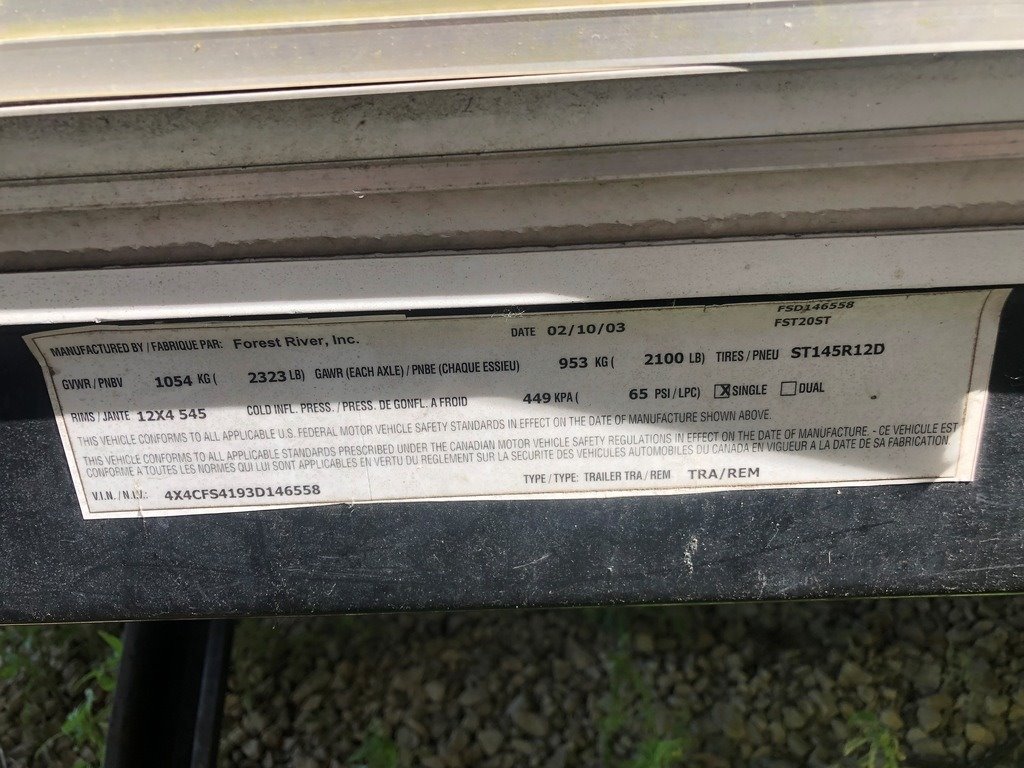 FSD146558
MANUFACTURED BY / FABRIQUE PAR: Forest River, Inc. DATE 02/10/03 FST20ST
GVWR / PNBV 1054 KG ( 2323 LB) GAWR (EACH AXLE) / PNBE (CHAQUE ESSIEU) 953 KG ( 2100 LB) TIRES / PNEU ST145R12D
RIMS / JANTE 12X4 545 COLD INFL. PRESS. / PRESS. DE GONFL. A FROID 449 KPA ( 65 PSI / LPC) X SINGLE DUAL
THIS VEHICLE CONFORMS TO ALL APPLICABLE U.S. FEDERAL MOTOR VEHICLE SAFETY STANDARDS IN EFFECT ON THE DATE OF MANUFACTURE SHOWN ABOVE.
THIS VEHICLE CONFORMS TO ALL APPLICABLE STANDARDS PRESCRIBED UNDER THE CANADIAN MOTOR VEHICLE SAFETY REGULATIONS IN EFFECT ON THE DATE OF MANUFACTURE. - CE VEHICULE EST
CONFORME A TOUTES LES NORMES QUI LUI SONT APPLICABLES EN VERTU DU REGLEMENT SUR LA SECURITE DES VEHICULES AUTOMOBILES DU CANADA EN VIGUEUR A LA DATE DE SA FABRICATION.
V.I.N. / N.I.V.: 4X4CFS4193D146558 TYPE / TYPE: TRAILER TRA / REM TRA/REM